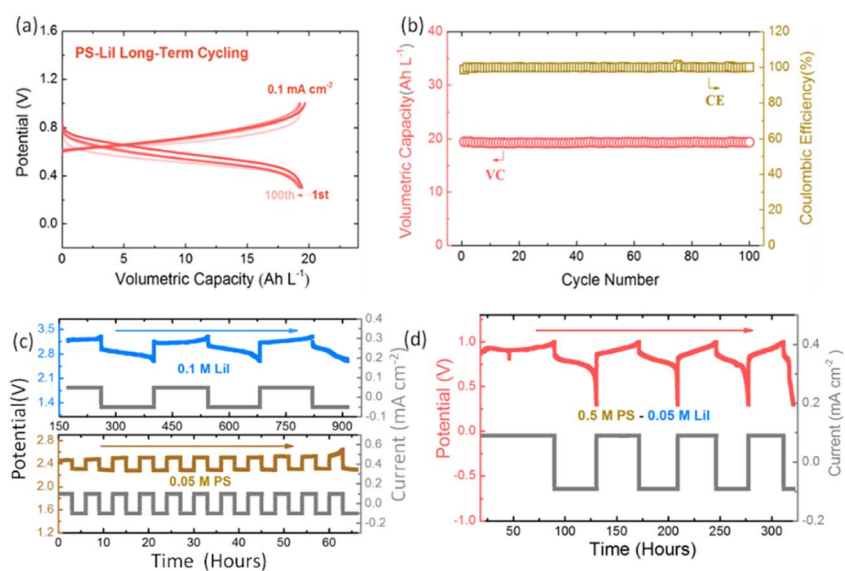 (a)
PS-LiI Long-Term Cycling
0.1 mA cm-2
100th → 1st
1.6
1.2
0.8
0.4
0.0
Potential (V)
0 5 10 15 20
Volumetric Capacity (Ah L-1)
(b)
40
30
20
10
0
Volumetric Capacity(Ah L-1)
CE
VC
120
100
80
60
40
20
0
Coulombic Efficiency(%)
0 20 40 60 80 100
Cycle Number
(c)
3.5
2.8
2.1
1.4
0.1 M LiI
0.4
0.3
0.2
0.1
0.0
-0.1
150 300 450 600 750 900
Potential(V)
Current (mA cm-2)
2.8
2.4
2.0
1.6
1.2
0.05 M PS
0.6
0.4
0.2
0.0
-0.2
0 10 20 30 40 50 60
Time (Hours)
(d)
1.0
0.5
0.0
-0.5
-1.0
Potential (V)
0.5 M PS - 0.05 M LiI
0.4
0.2
0.0
-0.2
Current (mA cm-2)
50 100 150 200 250 300
Time (Hours)